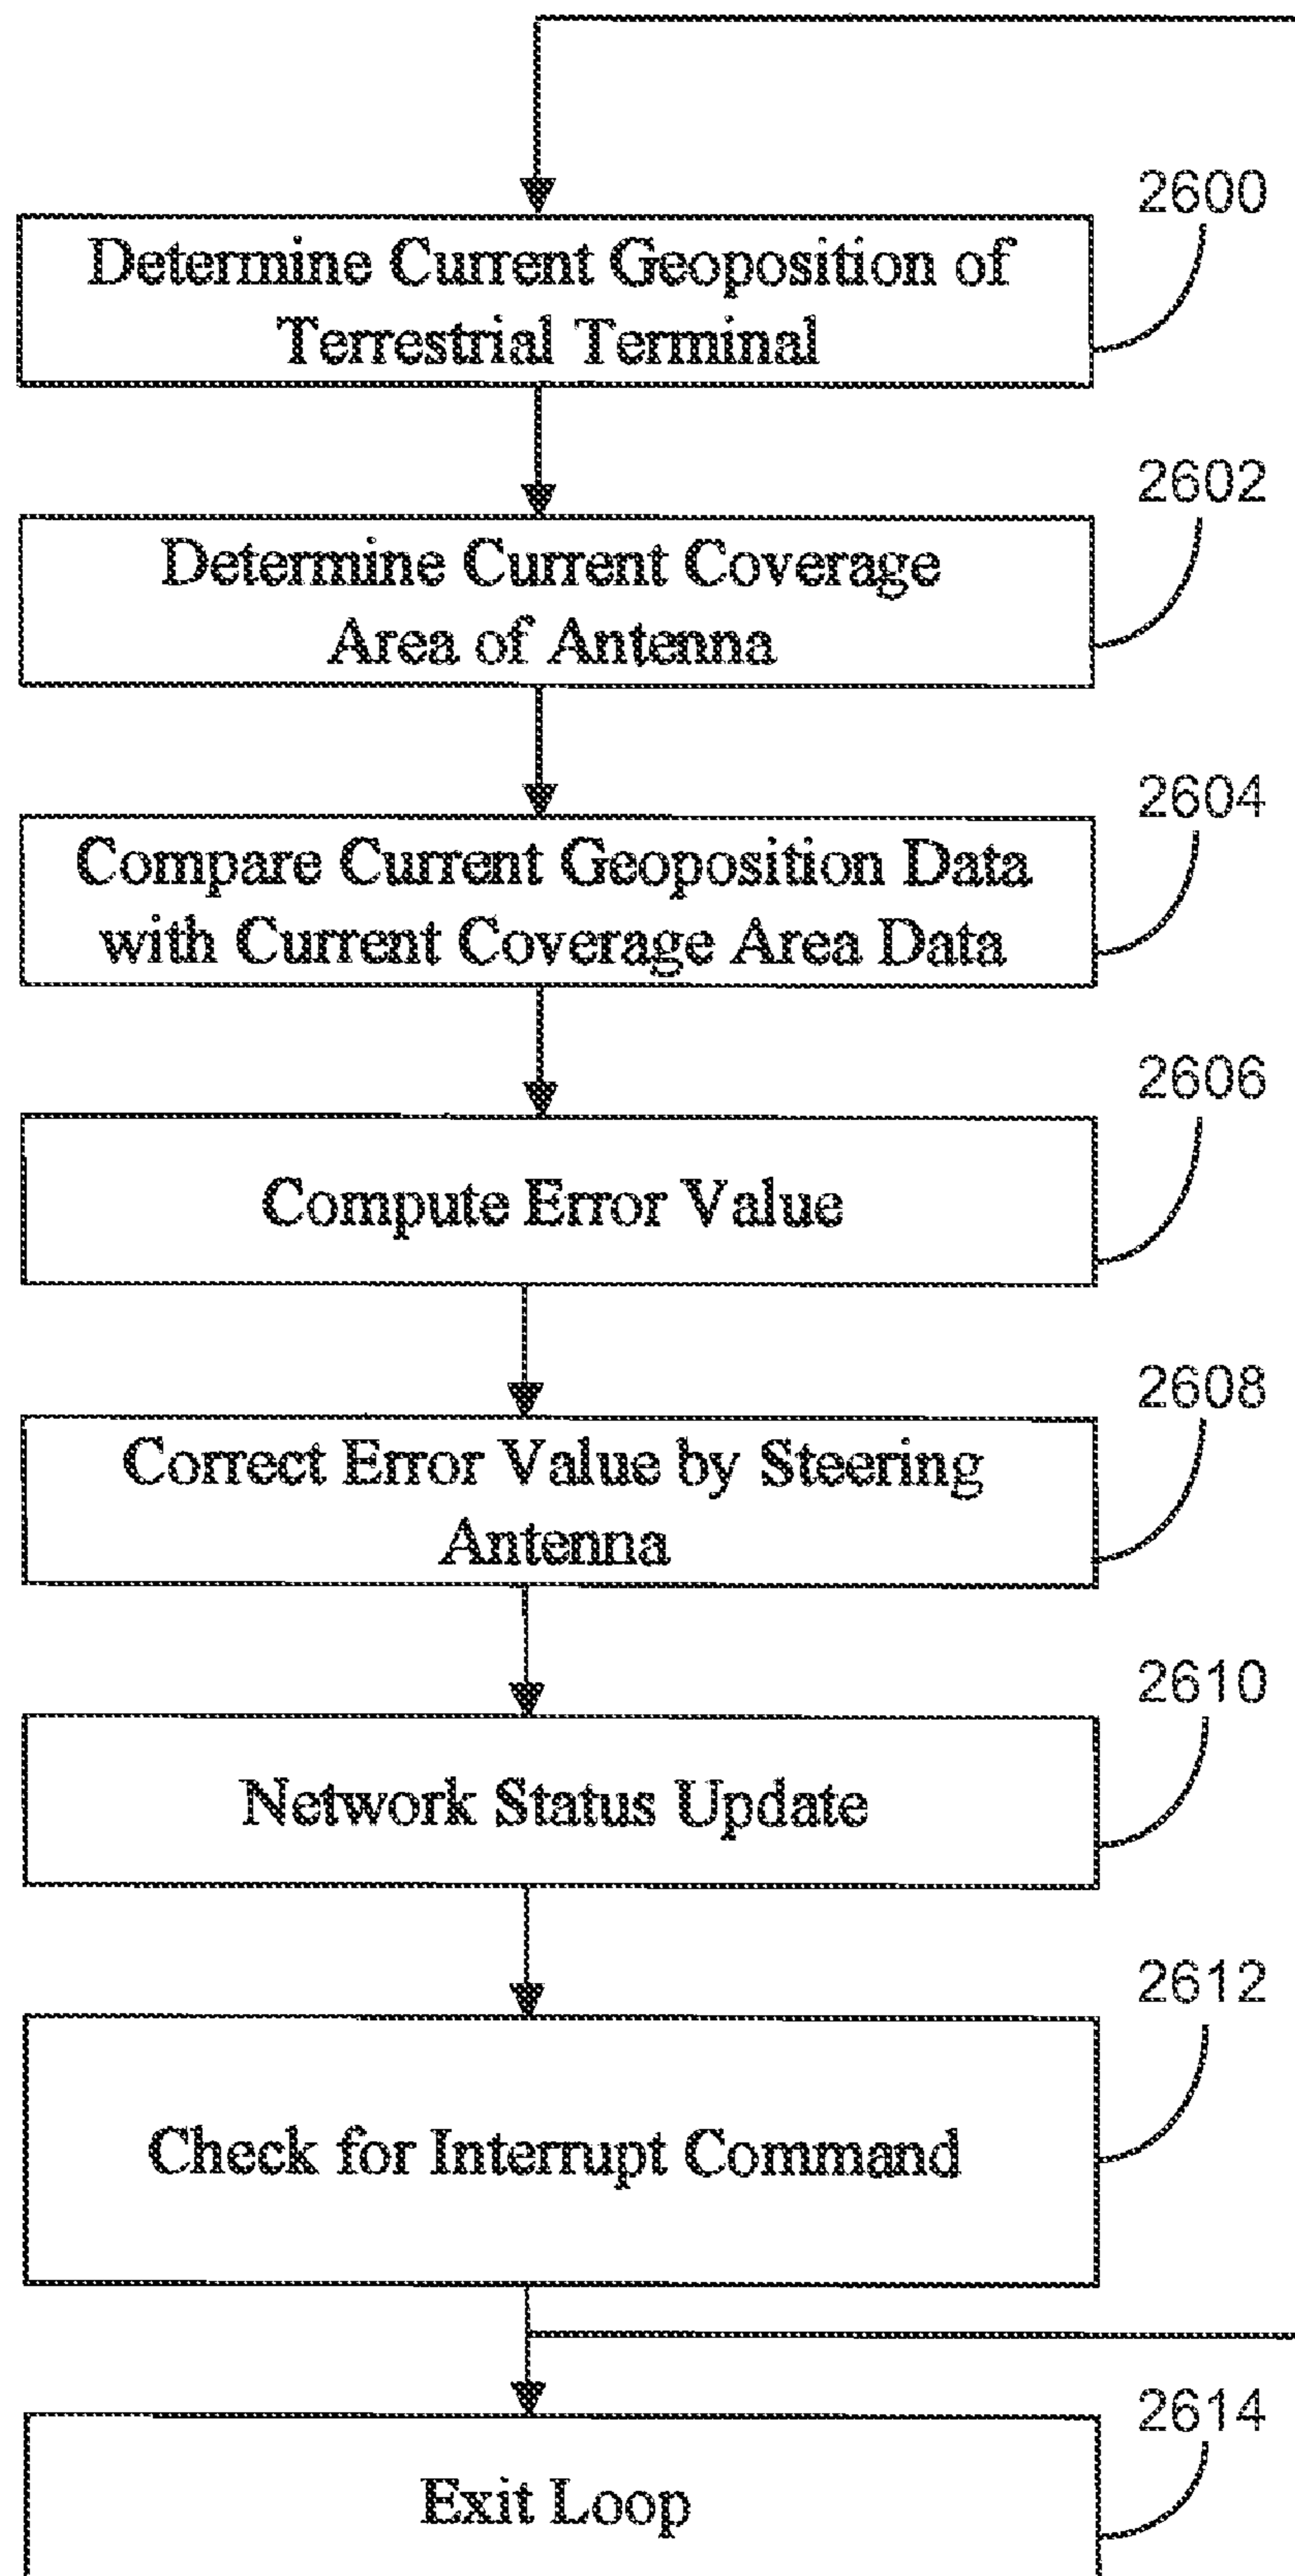 2600
Determine Current Geoposition of
Terrestrial Terminal
2602
Determine Current Coverage
Area of Antenna
2604
Compare Current Geoposition Data
with Current Coverage Area Data
2606
Compute Error Value
2608
Correct Error Value by Steering
Antenna
2610
Network Status Update
2612
Check for Interrupt Command
2614
Exit Loop